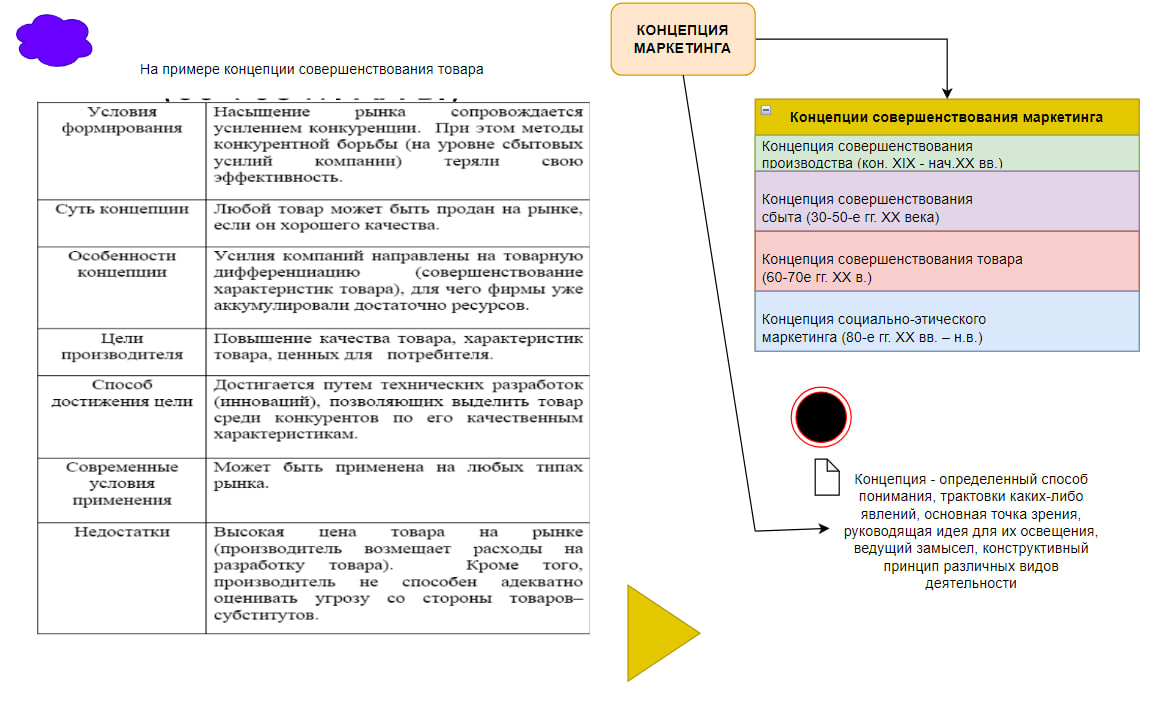 На примере концепции совершенствования товара
Условия
формирования
Насыщение рынка сопровождается
усилением конкуренции. При этом методы
конкурентной борьбы (на уровне сбытовых
усилий компании) теряли свою
эффективность.
Суть концепции
Любой товар может быть продан на рынке,
если он хорошего качества.
Особенности
концепции
Усилия компаний направлены на товарную
дифференциацию (совершенствование
характеристик товара), для чего фирмы уже
аккумулировали достаточно ресурсов.
Цели
производителя
Повышение качества товара, характеристик
товара, ценных для потребителя.
Способ
достижения цели
Достигается путем технических разработок
(инноваций), позволяющих выделить товар
среди конкурентов по его качественным
характеристикам.
Современные
условия
применения
Может быть применена на любых типах
рынка.
Недостатки
Высокая цена товара на рынке
(производитель возмещает расходы на
разработку товара). Кроме того,
производитель не способен адекватно
оценивать угрозу со стороны товаров–
субститутов.
КОНЦЕПЦИЯ
МАРКЕТИНГА
Концепции совершенствования маркетинга
Концепция совершенствования
производства (кон. XIX - нач.XX вв.)
Концепция совершенствования
сбыта (30-50-е гг. XX века)
Концепция совершенствования товара
(60-70е гг. XX в.)
Концепция социально-этического
маркетинга (80-е гг. XX вв. – н.в.)
Концепция - определенный способ
понимания, трактовки каких-либо
явлений, основная точка зрения,
руководящая идея для их освещения,
ведущий замысел, конструктивный
принцип различных видов
деятельности